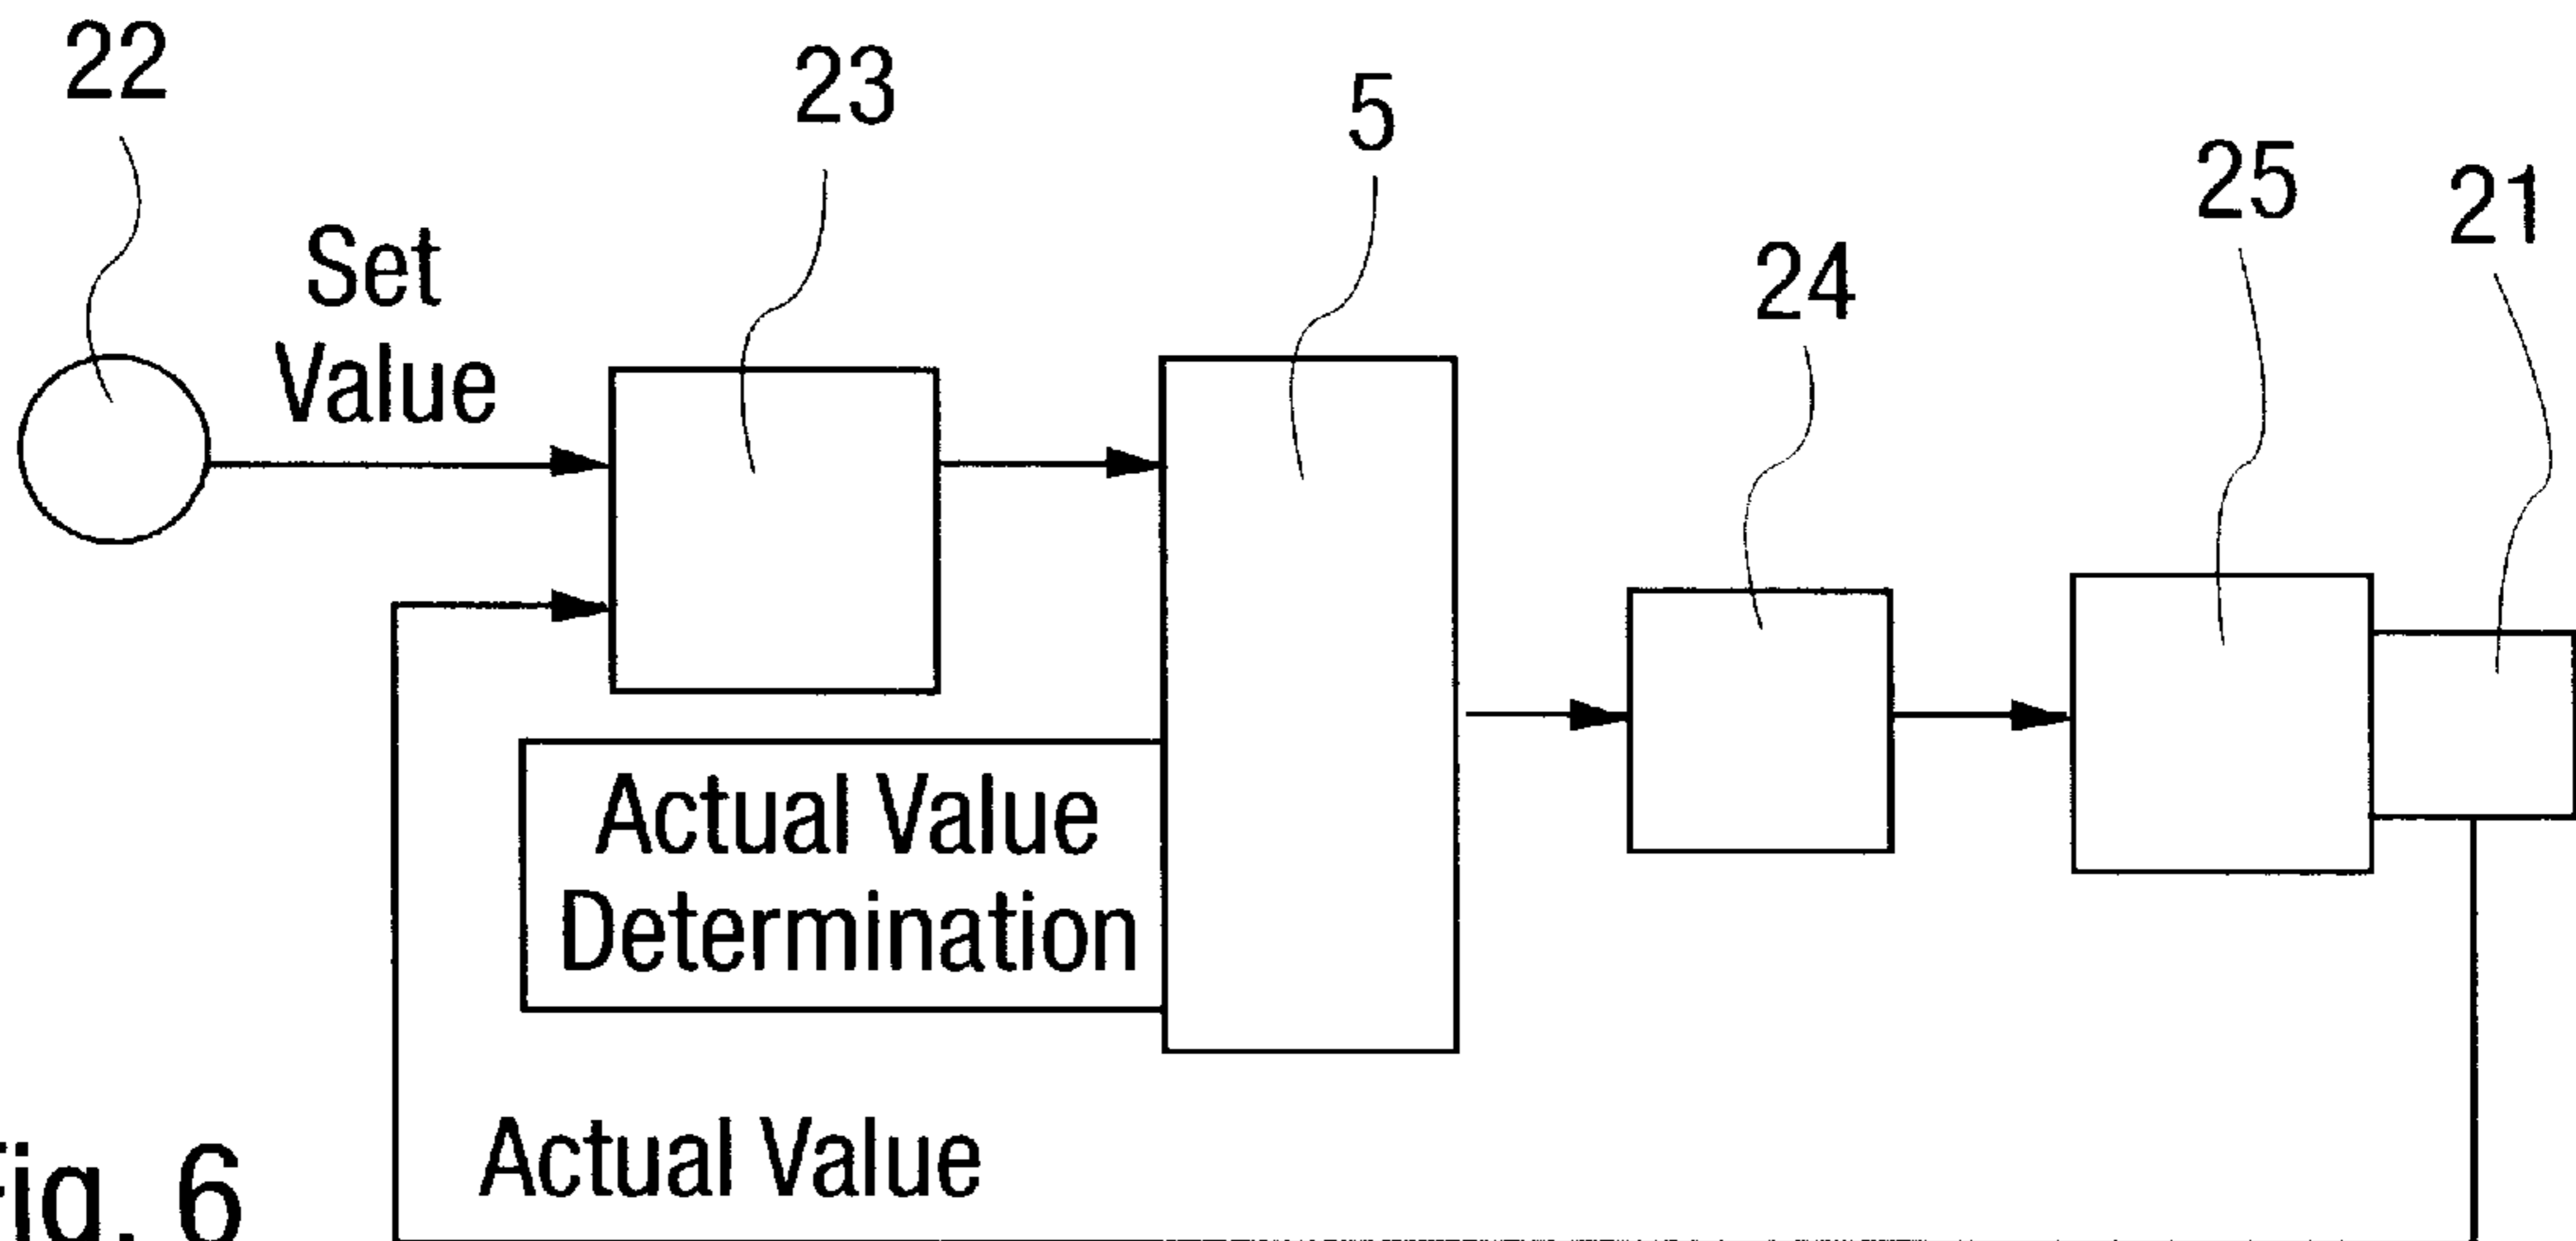 22
23
5
25
21
24
Set
Value
Actual Value
Determination
Actual Value
Fig. 6